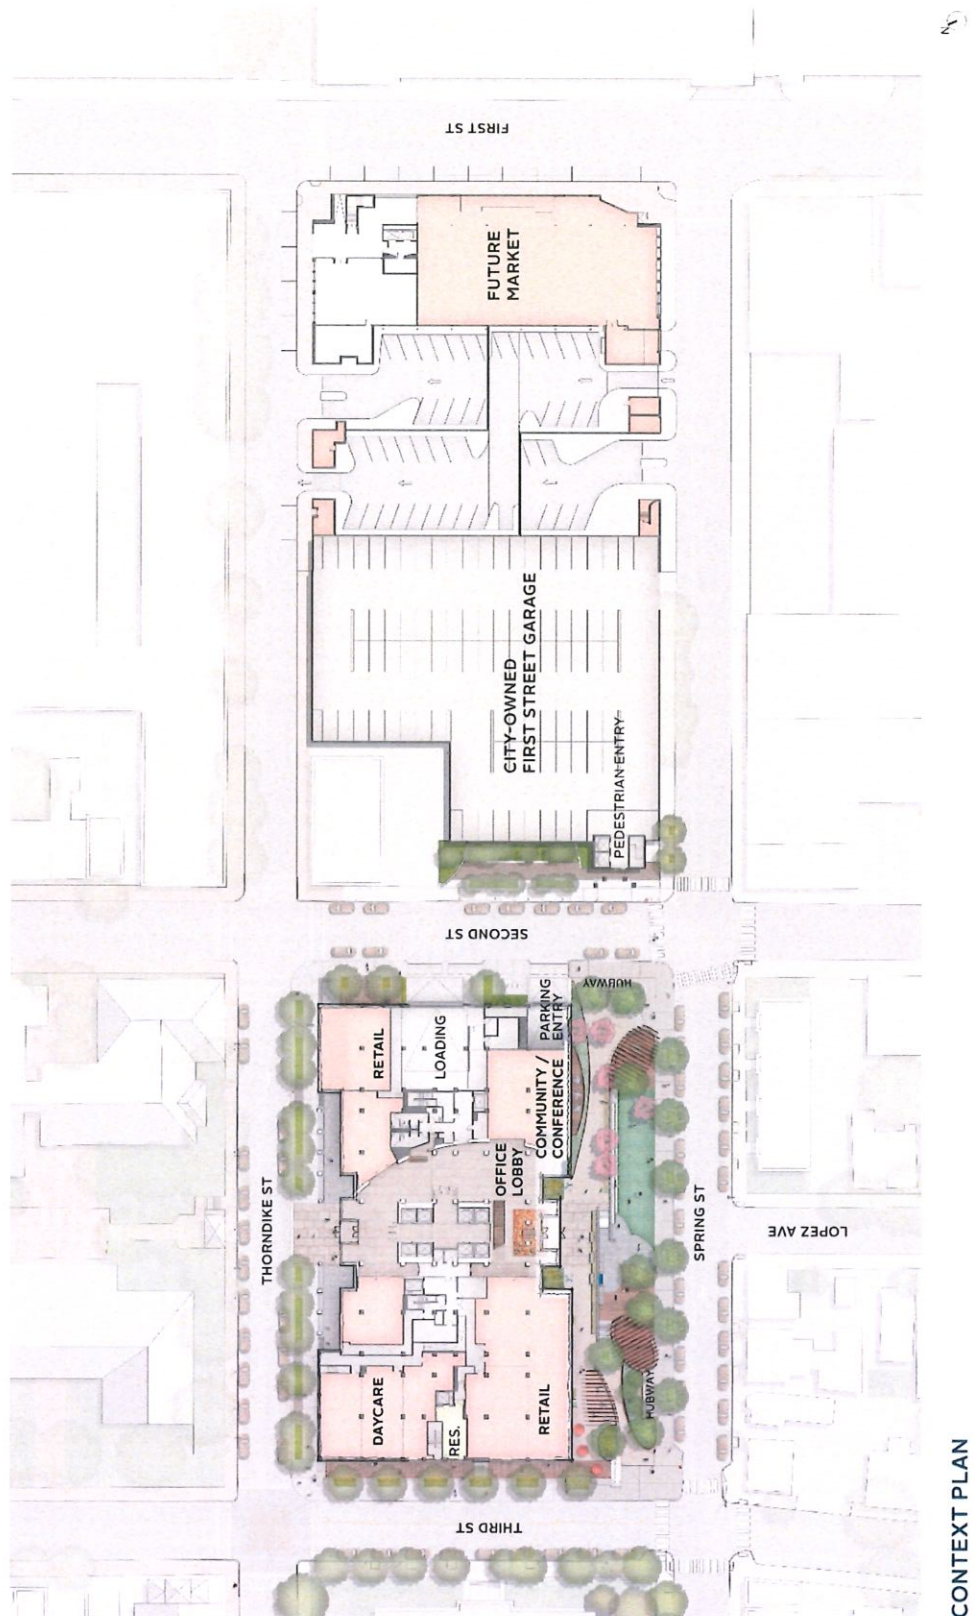 N
FIRST ST
FUTURE
MARKET
CITY-OWNED
FIRST STREET GARAGE
PEDESTRIAN ENTRY
SECOND ST
HUBWAY
RETAIL
LOADING
PARKING
ENTRY
COMMUNITY /
CONFERENCE
OFFICE
LOBBY
THORNDIKE ST
SPRING ST
LOPEZ AVE
DAYCARE
RES.
RETAIL
HUBWAY
THIRD ST
CONTEXT PLAN